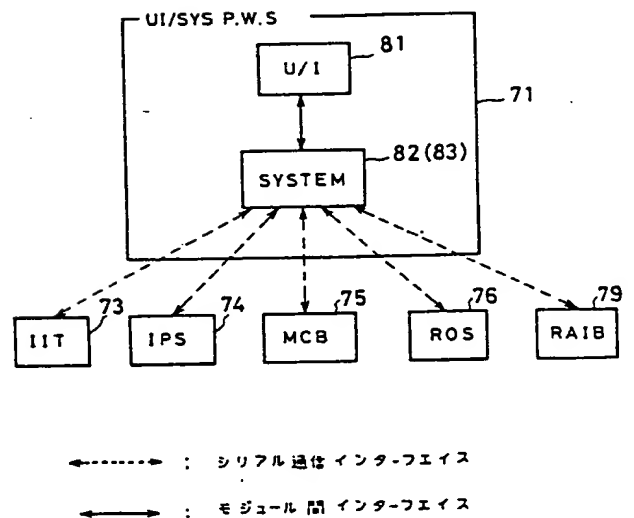 UI/SYS P.W.S
81
U/I
71
82(83)
SYSTEM
73
74
75
76
79
IIT
IPS
MCB
ROS
RAIB
: シリアル通信インターフェイス
: モジュール間インターフェイス